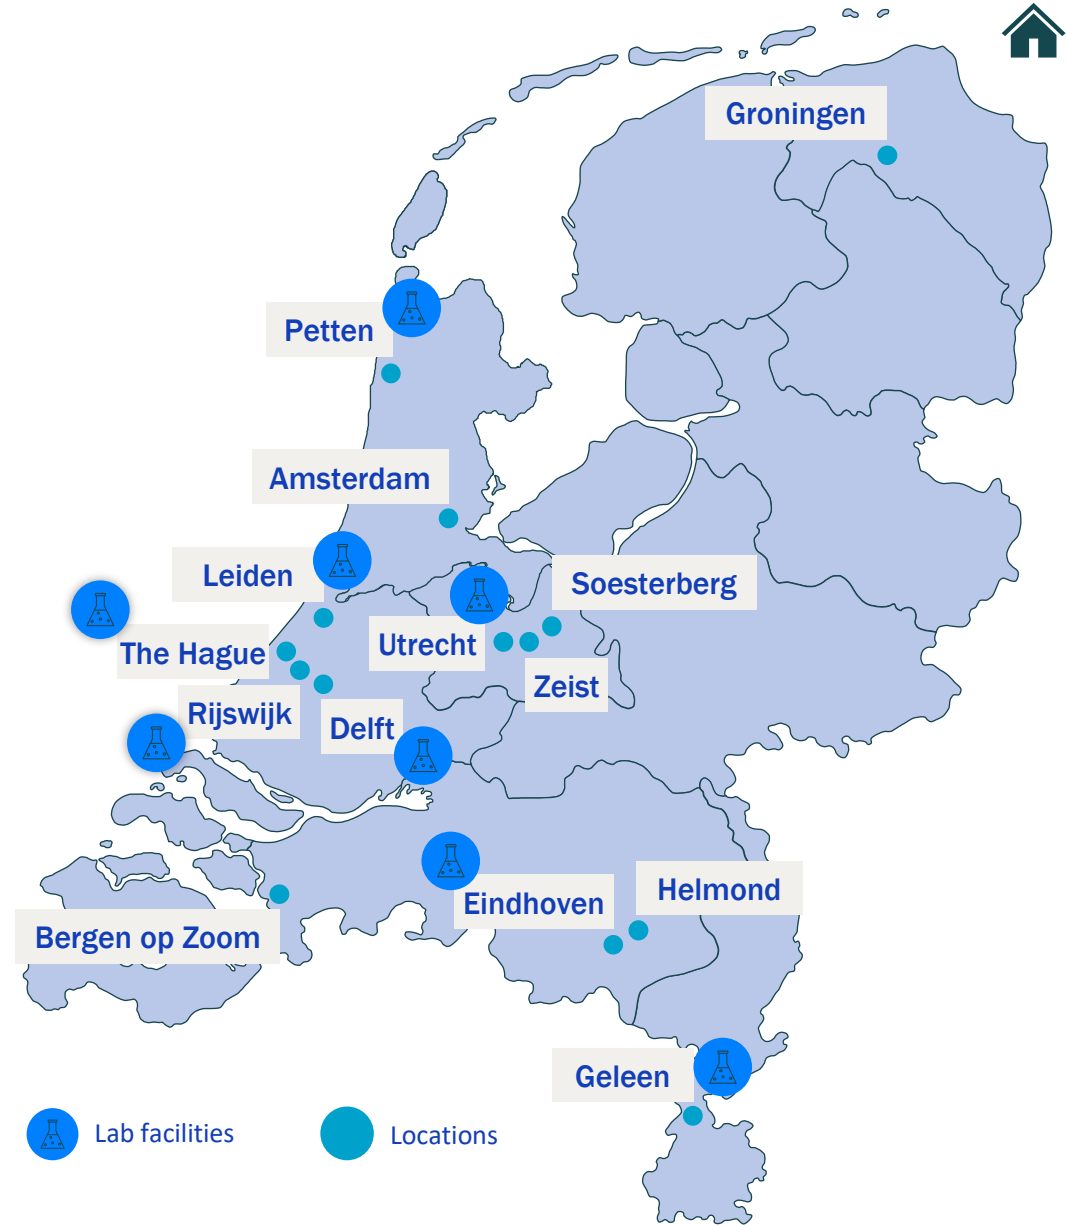 Groningen
Petten
Amsterdam
Leiden
Soesterberg
The Hague
Utrecht
Zeist
Rijswijk
Delft
Helmond
Eindhoven
Bergen op Zoom
Geleen
Lab facilities
Locations